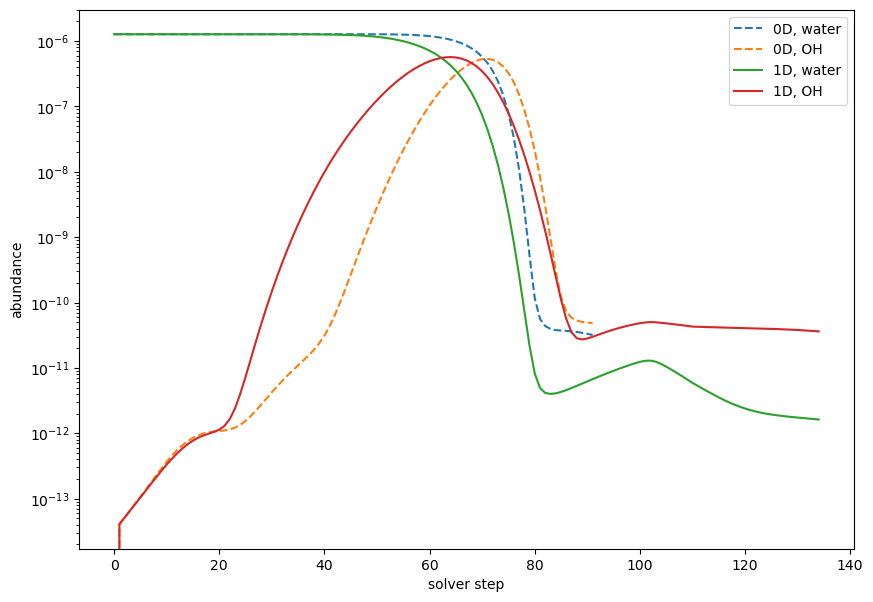 10⁻⁶
10⁻⁷
10⁻⁸
10⁻⁹
10⁻¹⁰
10⁻¹¹
10⁻¹²
10⁻¹³
abundance
0D, water
0D, OH
1D, water
1D, OH
0 20 40 60 80 100 120 140
solver step